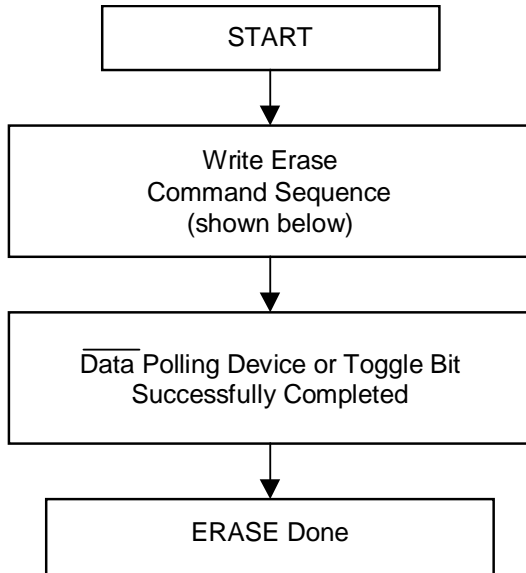 START
Write Erase
Command Sequence
(shown below)
Data Polling Device or Toggle Bit
Successfully Completed
ERASE Done